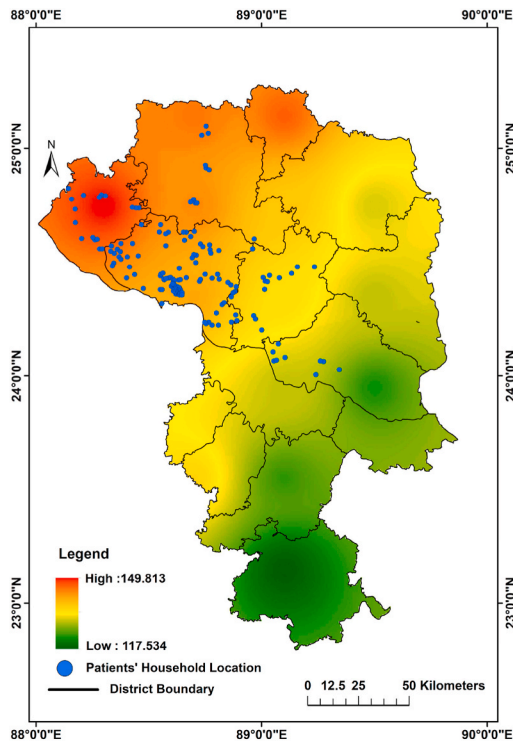 88°0'0"E 89°0'0"E 90°0'0"E
N
25°0'0"N 25°0'0"N
24°0'0"N 24°0'0"N
23°0'0"N 23°0'0"N
Legend
High :149.813
Low : 117.534
Patients' Household Location
District Boundary
0 12.5 25 50 Kilometers
88°0'0"E 89°0'0"E 90°0'0"E